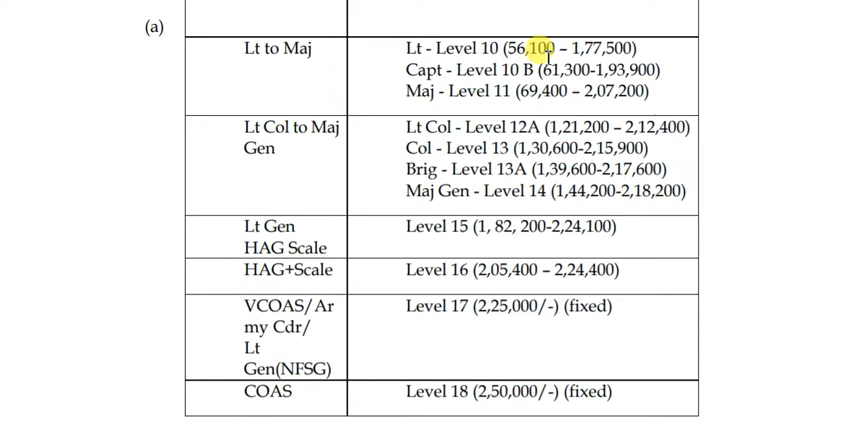 (a)
Lt to Maj
Lt - Level 10 (56,100 – 1,77,500)
Capt - Level 10 B (61,300-1,93,900)
Maj - Level 11 (69,400 – 2,07,200)
Lt Col to Maj
Gen
Lt Col - Level 12A (1,21,200 – 2,12,400)
Col - Level 13 (1,30,600-2,15,900)
Brig - Level 13A (1,39,600-2,17,600)
Maj Gen - Level 14 (1,44,200-2,18,200)
Lt Gen
HAG Scale
Level 15 (1, 82, 200-2,24,100)
HAG+Scale
Level 16 (2,05,400 – 2,24,400)
VCOAS/Ar
my Cdr/
Lt
Gen(NFSG)
Level 17 (2,25,000/-) (fixed)
COAS
Level 18 (2,50,000/-) (fixed)